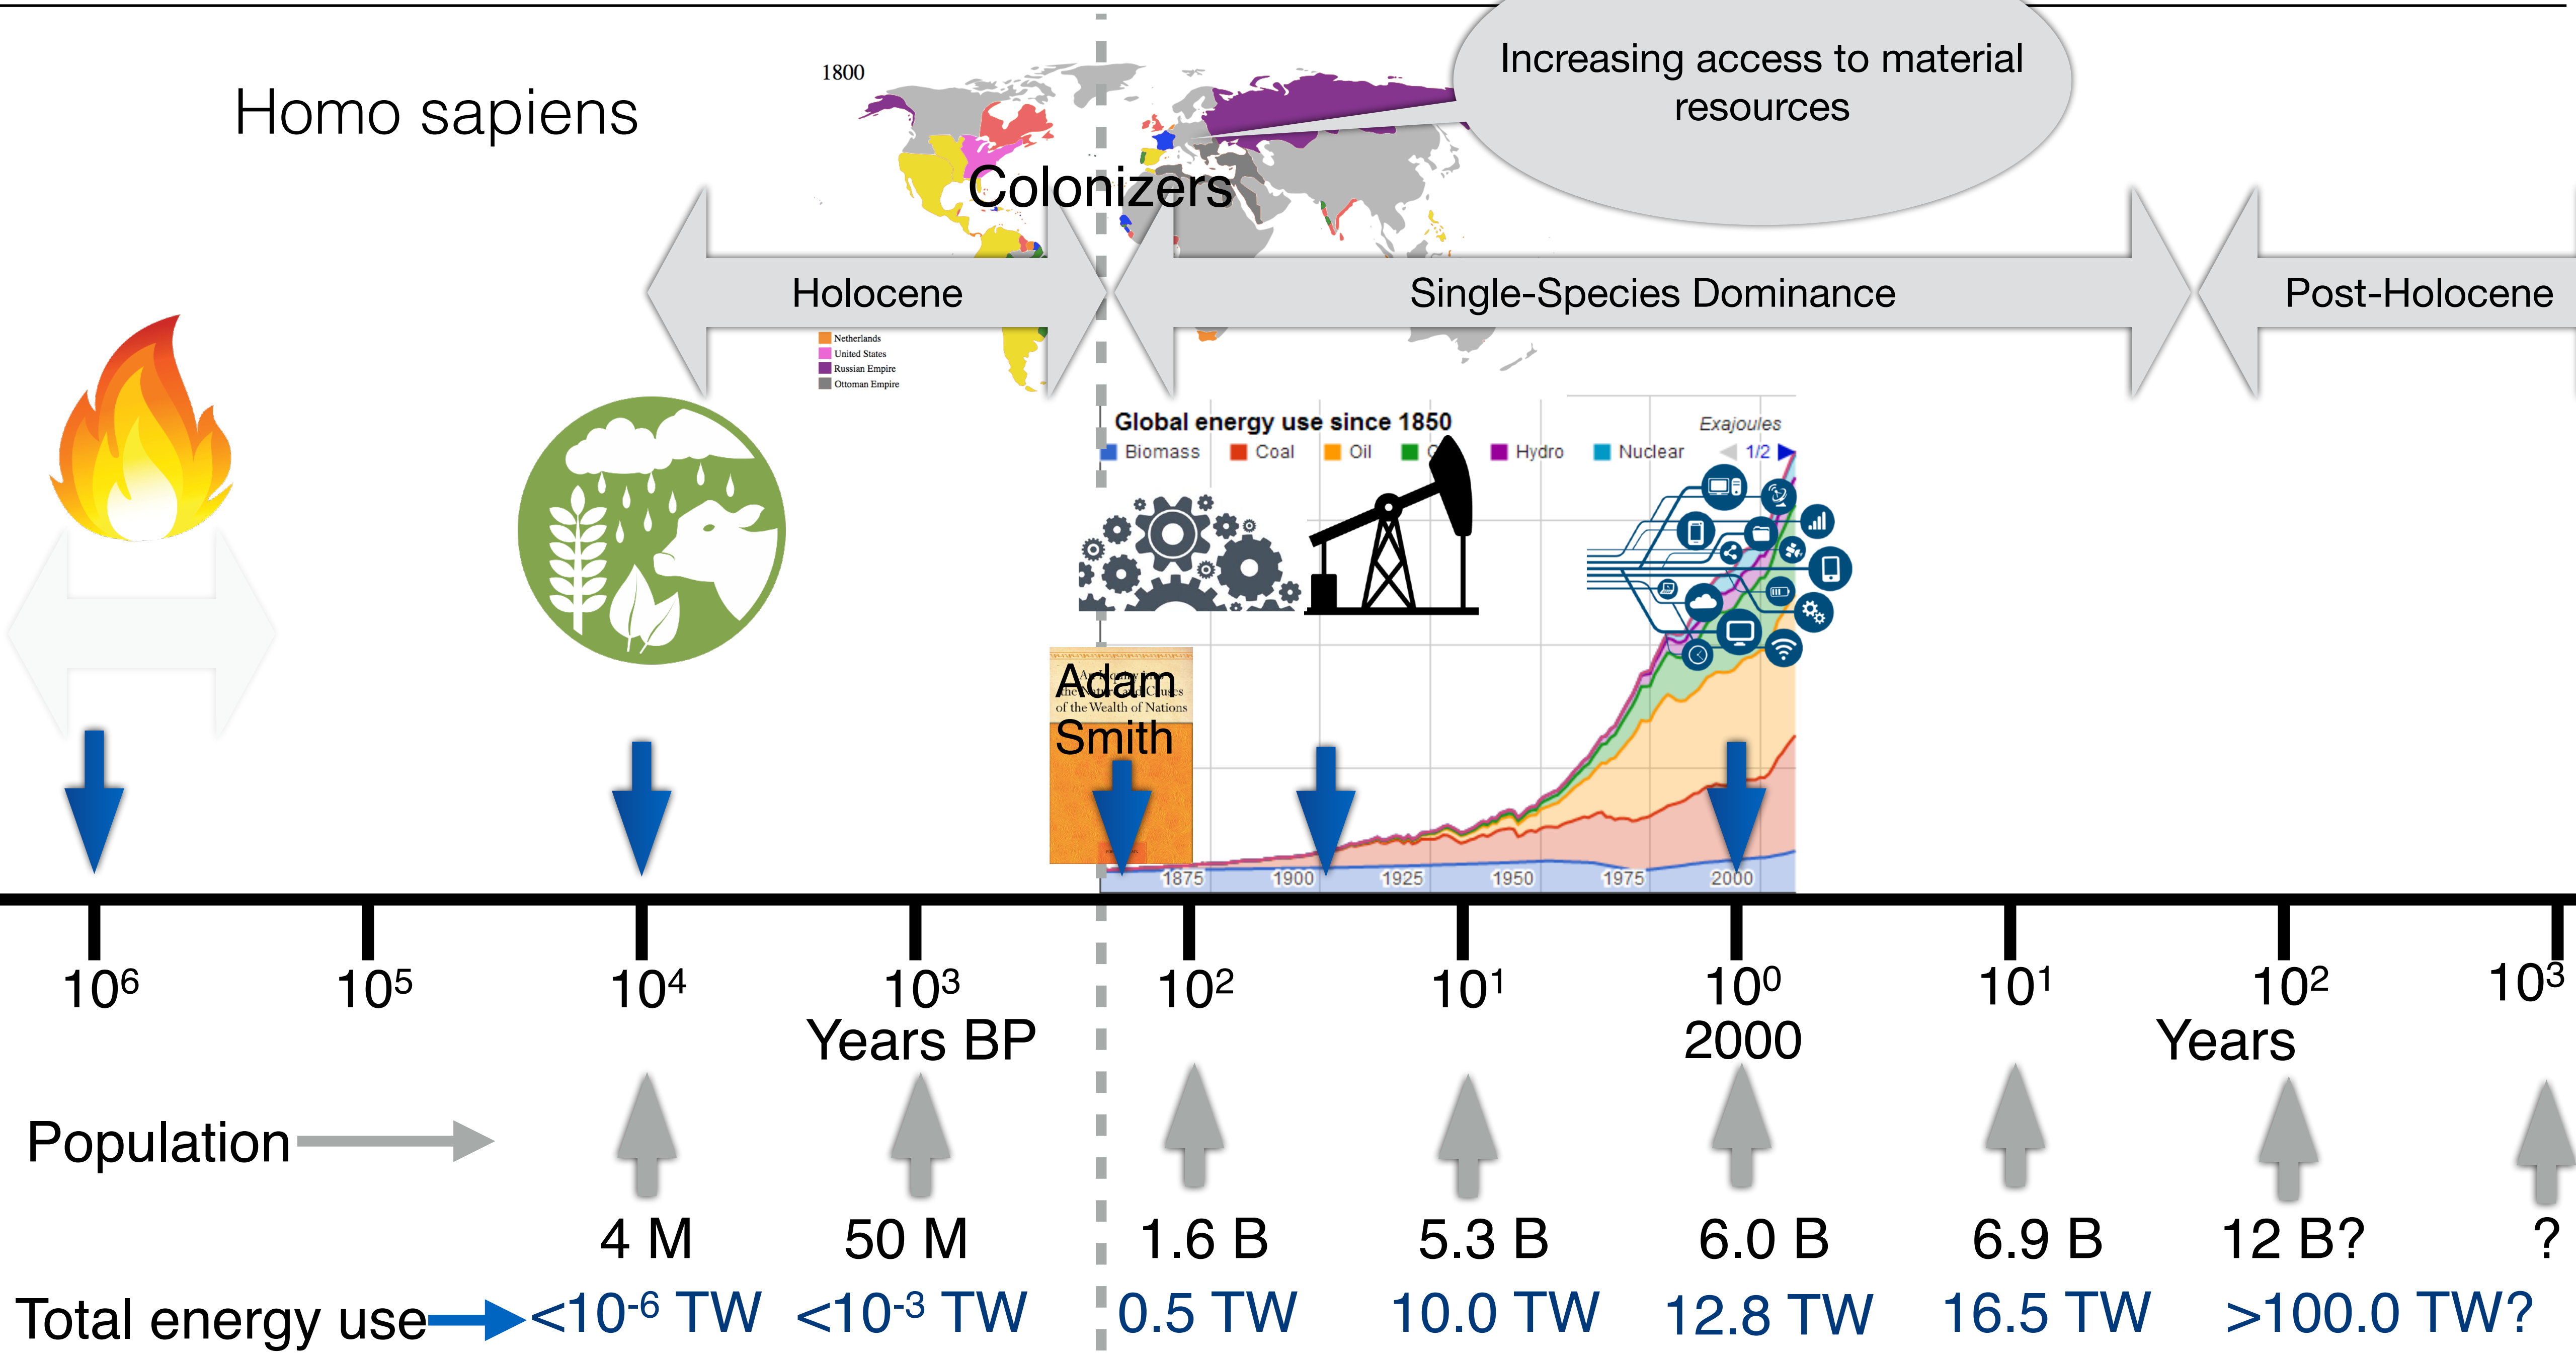 Increasing access to material
resources
1800
Homo sapiens
Colonizers
Holocene
Single-Species Dominance
Post-Holocene
Netherlands
United States
Russian Empire
Ottoman Empire
Global energy use since 1850
Exajoules
Biomass Coal Oil Hydro Nuclear 1/2
Adam
the Nature and Causes
of the Wealth of Nations
Smith
1875 1900 1925 1950 1975 2000
10⁶ 10⁵ 10⁴ 10³ 10² 10¹ 10⁰ 10¹ 10² 10³
Years BP 2000 Years
Population
4 M 50 M 1.6 B 5.3 B 6.0 B 6.9 B 12 B? ?
Total energy use <10⁻⁶ TW <10⁻³ TW 0.5 TW 10.0 TW 12.8 TW 16.5 TW >100.0 TW?